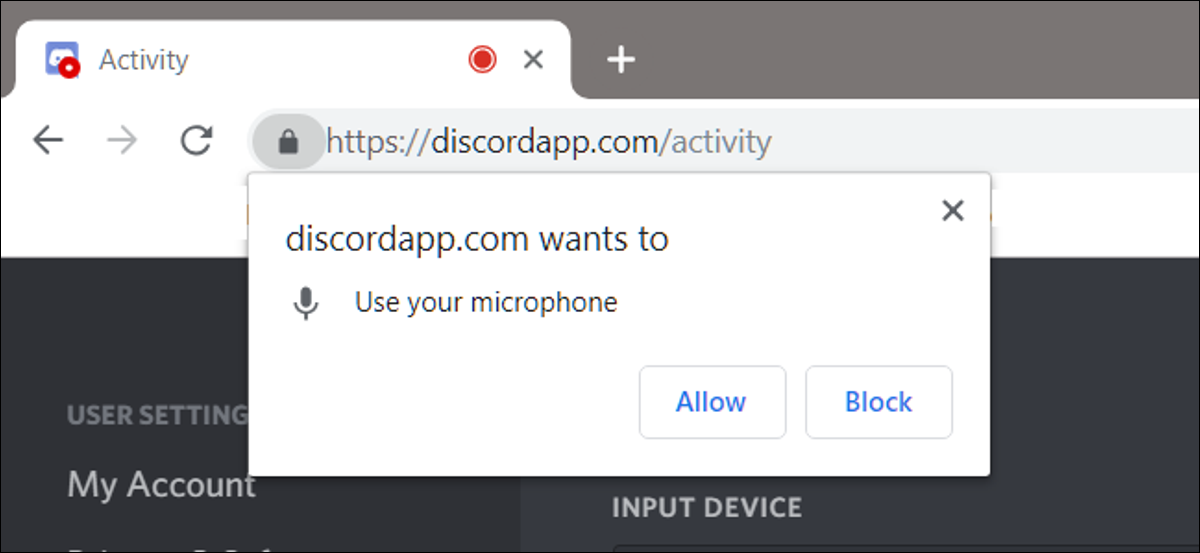 Activity
https://discordapp.com/activity
discordapp.com wants to
Use your microphone
Allow
Block
USER SETTING
My Account
INPUT DEVICE